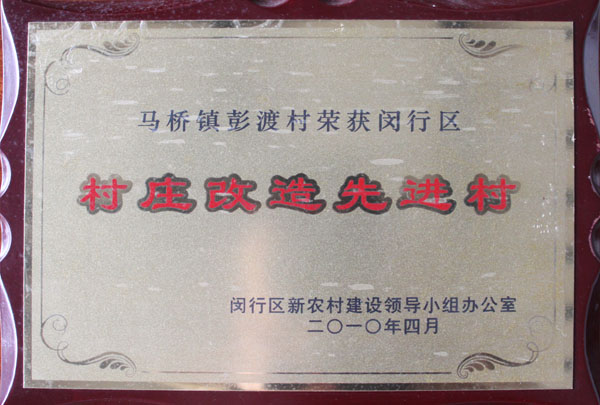 马桥镇彭渡村荣获闵行区
村庄改造先进村
闵行区新农村建设领导小组办公室
二〇一〇年四月